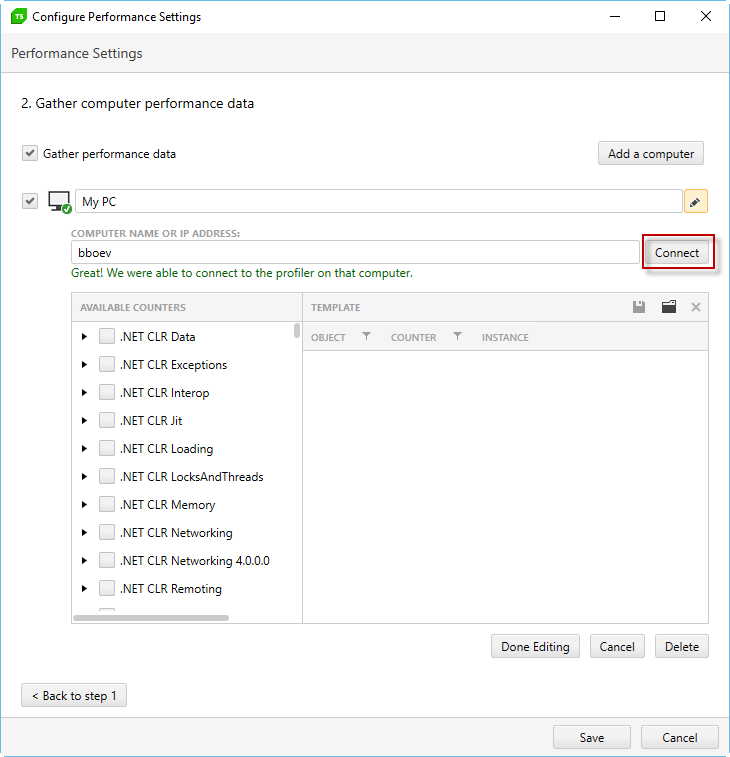 TS Configure Performance Settings
Performance Settings
2. Gather computer performance data
Gather performance data
Add a computer
My PC
COMPUTER NAME OR IP ADDRESS:
bboev
Connect
Great! We were able to connect to the profiler on that computer.
AVAILABLE COUNTERS
TEMPLATE
OBJECT COUNTER INSTANCE
.NET CLR Data
.NET CLR Exceptions
.NET CLR Interop
.NET CLR Jit
.NET CLR Loading
.NET CLR LocksAndThreads
.NET CLR Memory
.NET CLR Networking
.NET CLR Networking 4.0.0.0
.NET CLR Remoting
Done Editing Cancel Delete
< Back to step 1
Save Cancel